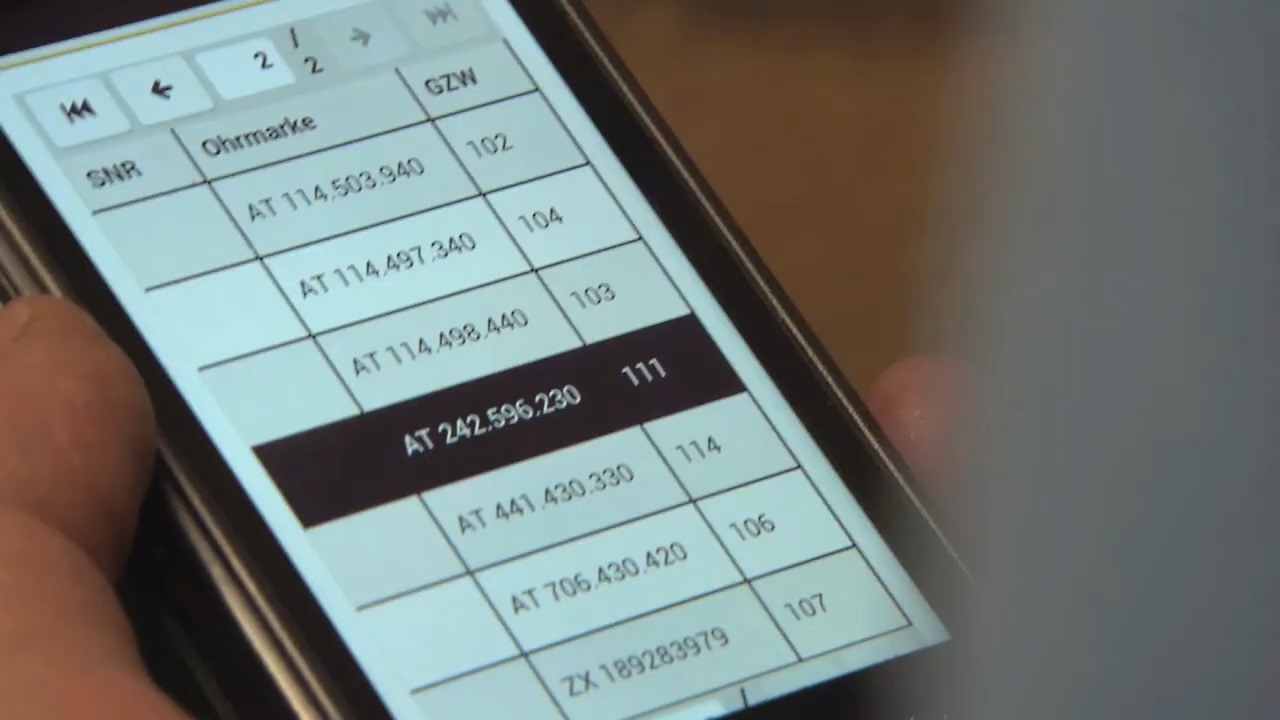 2 / 2
SNR Ohrmarke GZW
AT 114.503.940 102
AT 114.497.340 104
AT 114.498.440 103
AT 242.596.230 111
AT 441.430.330 114
AT 706.430.420 106
ZX 189283979 107